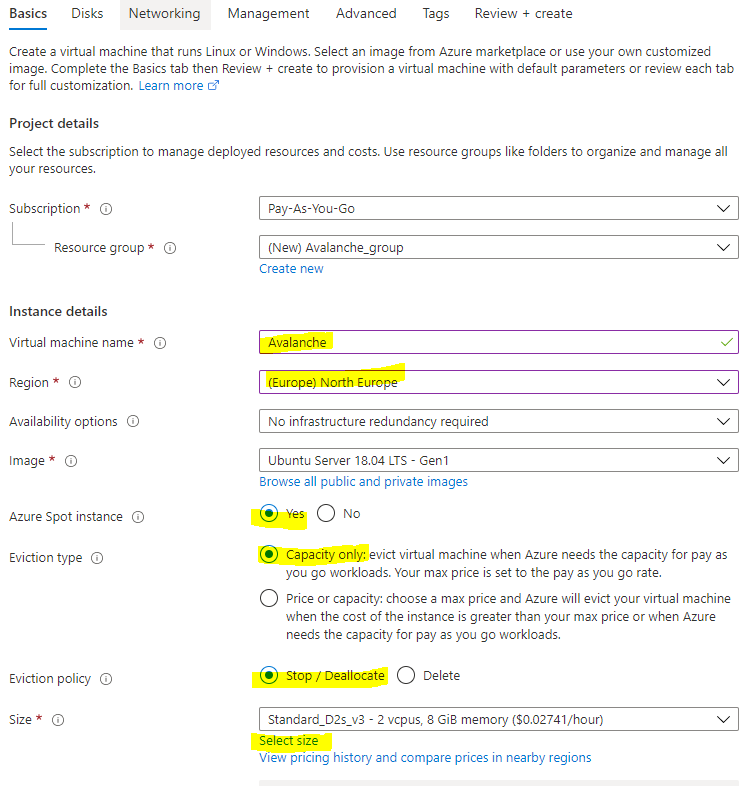 Basics Disks Networking Management Advanced Tags Review + create
Create a virtual machine that runs Linux or Windows. Select an image from Azure marketplace or use your own customized
image. Complete the Basics tab then Review + create to provision a virtual machine with default parameters or review each tab
for full customization. Learn more
Project details
Select the subscription to manage deployed resources and costs. Use resource groups like folders to organize and manage all
your resources.
Subscription * Pay-As-You-Go
Resource group * (New) Avalanche_group
Create new
Instance details
Virtual machine name * Avalanche
Region * (Europe) North Europe
Availability options No infrastructure redundancy required
Image * Ubuntu Server 18.04 LTS - Gen1
Browse all public and private images
Azure Spot instance Yes No
Eviction type Capacity only: evict virtual machine when Azure needs the capacity for pay as
you go workloads. Your max price is set to the pay as you go rate.
Price or capacity: choose a max price and Azure will evict your virtual machine
when the cost of the instance is greater than your max price or when Azure
needs the capacity for pay as you go workloads.
Eviction policy Stop / Deallocate Delete
Size * Standard_D2s_v3 - 2 vcpus, 8 GiB memory ($0.02741/hour)
Select size
View pricing history and compare prices in nearby regions